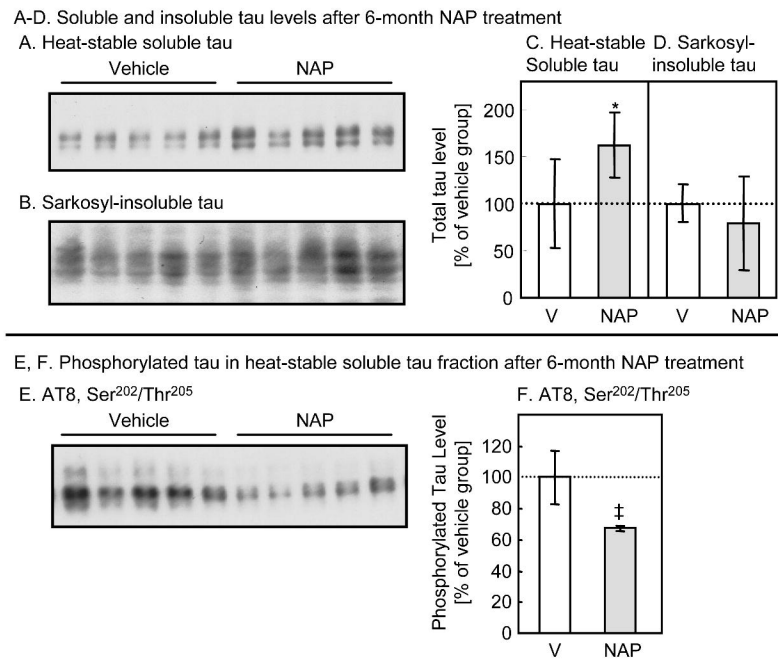 A-D. Soluble and insoluble tau levels after 6-month NAP treatment
A. Heat-stable soluble tau
Vehicle NAP
B. Sarkosyl-insoluble tau
C. Heat-stable D. Sarkosyl-
Soluble tau insoluble tau
Total tau level
[% of vehicle group]
200
150
100
50
0
*
V NAP V NAP
E, F. Phosphorylated tau in heat-stable soluble tau fraction after 6-month NAP treatment
E. AT8, Ser202/Thr205
Vehicle NAP
F. AT8, Ser202/Thr205
Phosphorylated Tau Level
[% of vehicle group]
120
100
80
60
40
20
0
‡
V NAP